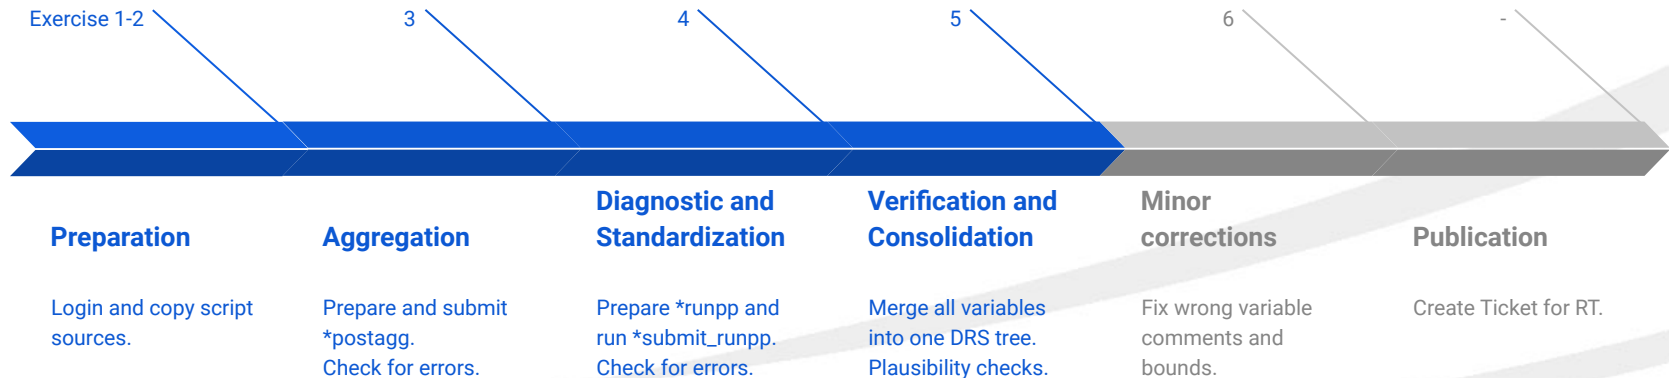 Exercise 1-2
3
4
5
6
-
Preparation
Login and copy script
sources.
Aggregation
Prepare and submit
*postagg.
Check for errors.
Diagnostic and
Standardization
Prepare *runpp and
run *submit_runpp.
Check for errors.
Verification and
Consolidation
Merge all variables
into one DRS tree.
Plausibility checks.
Minor
corrections
Fix wrong variable
comments and
bounds.
Publication
Create Ticket for RT.